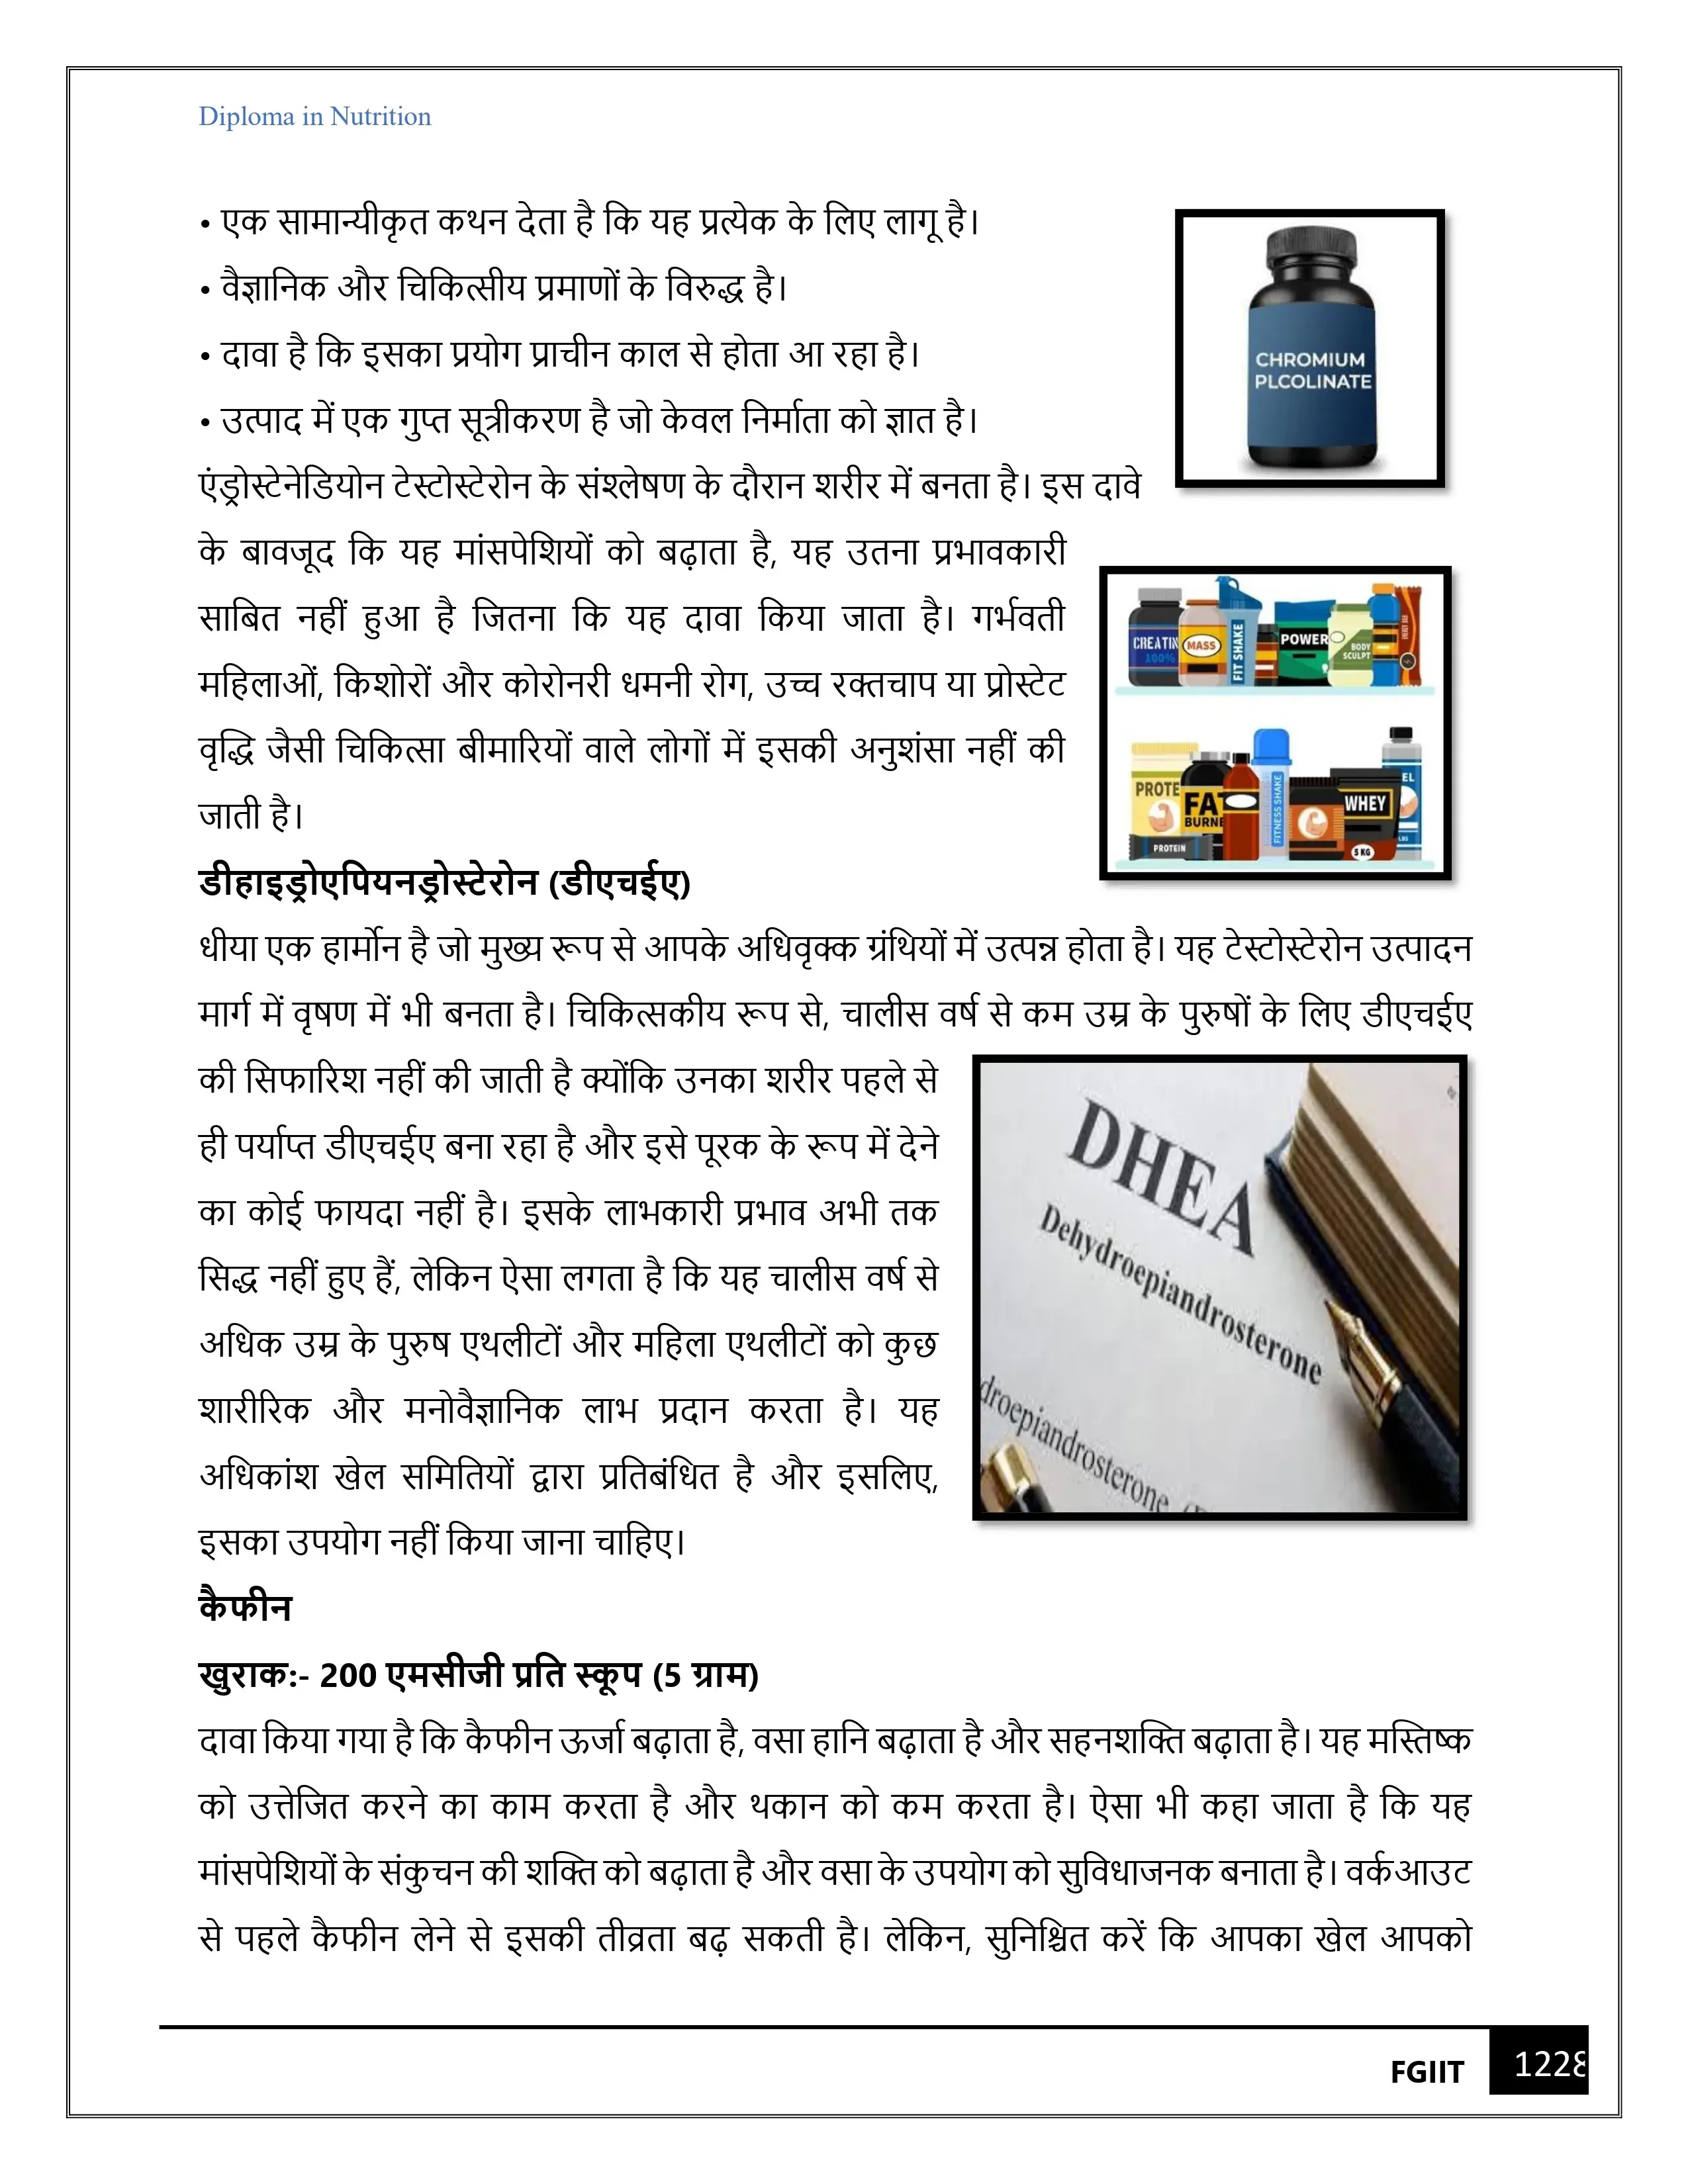 Diploma in Nutrition
• एक सामान्यीकृत कथन देता है कि यह प्रत्येक के लिए लागू है।
• वैज्ञानिक और चिकित्सीय प्रमाणों के विरुद्ध है।
• दावा है कि इसका प्रयोग प्राचीन काल से होता आ रहा है।
• उत्पाद में एक गुप्त सूत्रीकरण है जो केवल निर्माता को ज्ञात है।
CHROMIUM
PLCOLINATE
एंड्रोस्टेनेडियोन टेस्टोस्टेरोन के संश्लेषण के दौरान शरीर में बनता है। इस दावे
के बावजूद कि यह मांसपेशियों को बढ़ाता है, यह उतना प्रभावकारी
साबित नहीं हुआ है जितना कि यह दावा किया जाता है। गर्भवती
महिलाओं, किशोरों और कोरोनरी धमनी रोग, उच्च रक्तचाप या प्रोस्टेट
वृद्धि जैसी चिकित्सा बीमारियों वाले लोगों में इसकी अनुशंसा नहीं की
जाती है।
CREATIN
100%
MASS
FIT SHAKE
POWER
BODY
SCULPT
ENERGY BAR
PROTE
FAT
BURNE
PROTEIN
FITNESS SHAKE
WHEY
5 KG
EL
LBS
डीहाइड्रोएपियनड्रोस्टेरोन (डीएचईए)
धीया एक हार्मोन है जो मुख्य रूप से आपके अधिवृक्क ग्रंथियों में उत्पन्न होता है। यह टेस्टोस्टेरोन उत्पादन
मार्ग में वृषण में भी बनता है। चिकित्सकीय रूप से, चालीस वर्ष से कम उम्र के पुरुषों के लिए डीएचईए
की सिफारिश नहीं की जाती है क्योंकि उनका शरीर पहले से
ही पर्याप्त डीएचईए बना रहा है और इसे पूरक के रूप में देने
का कोई फायदा नहीं है। इसके लाभकारी प्रभाव अभी तक
सिद्ध नहीं हुए हैं, लेकिन ऐसा लगता है कि यह चालीस वर्ष से
अधिक उम्र के पुरुष एथलीटों और महिला एथलीटों को कुछ
शारीरिक और मनोवैज्ञानिक लाभ प्रदान करता है। यह
अधिकांश खेल समितियों द्वारा प्रतिबंधित है और इसलिए,
इसका उपयोग नहीं किया जाना चाहिए।
DHEA
Dehydroepiandrosterone
droepiandrosterone
कैफीन
खुराक:- 200 एमसीजी प्रति स्कूप (5 ग्राम)
दावा किया गया है कि कैफीन ऊर्जा बढ़ाता है, वसा हानि बढ़ाता है और सहनशक्ति बढ़ाता है। यह मस्तिष्क
को उत्तेजित करने का काम करता है और थकान को कम करता है। ऐसा भी कहा जाता है कि यह
मांसपेशियों के संकुचन की शक्ति को बढ़ाता है और वसा के उपयोग को सुविधाजनक बनाता है। वर्कआउट
से पहले कैफीन लेने से इसकी तीव्रता बढ़ सकती है। लेकिन, सुनिश्चित करें कि आपका खेल आपको
FGIIT 1228